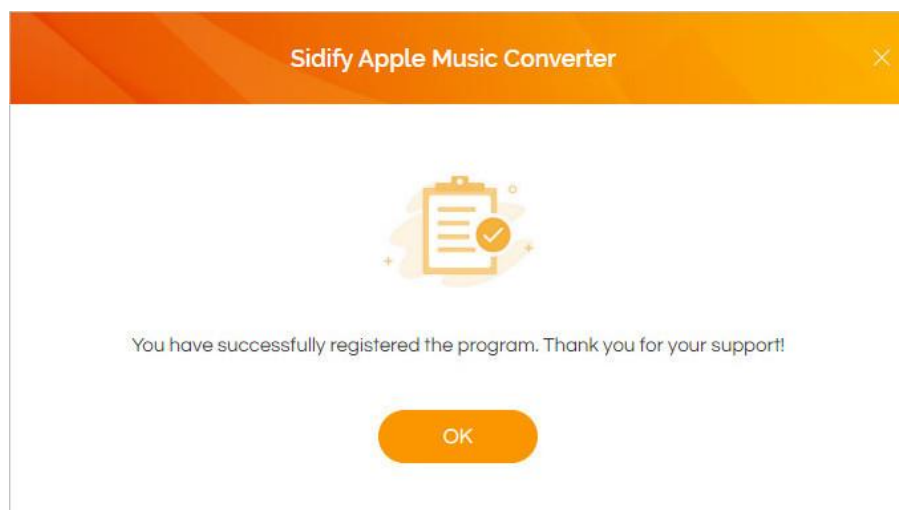 Sidify Apple Music Converter
You have successfully registered the program. Thank you for your support!
OK